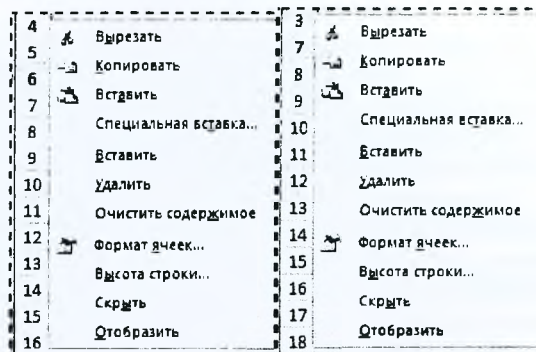 4
5
6
7
8
9
10
11
12
13
14
15
16
Вырезать
Копировать
Вставить
Специальная вставка...
Вставить
Удалить
Очистить содержимое
Формат ячеек...
Высота строки...
Скрыть
Отобразить
3
7
8
9
10
11
12
13
14
15
16
17
18
Вырезать
Копировать
Вставить
Специальная вставка...
Вставить
Удалить
Очистить содержимое
Формат ячеек...
Высота строки...
Скрыть
Отобразить